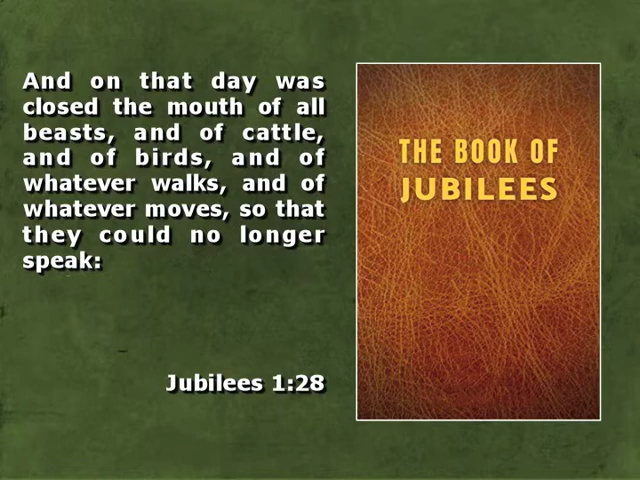 And on that day was
closed the mouth of all
beasts, and of cattle,
and of birds, and of
whatever walks, and of
whatever moves, so that
they could no longer
speak:
Jubilees 1:28
THE BOOK OF
JUBILEES